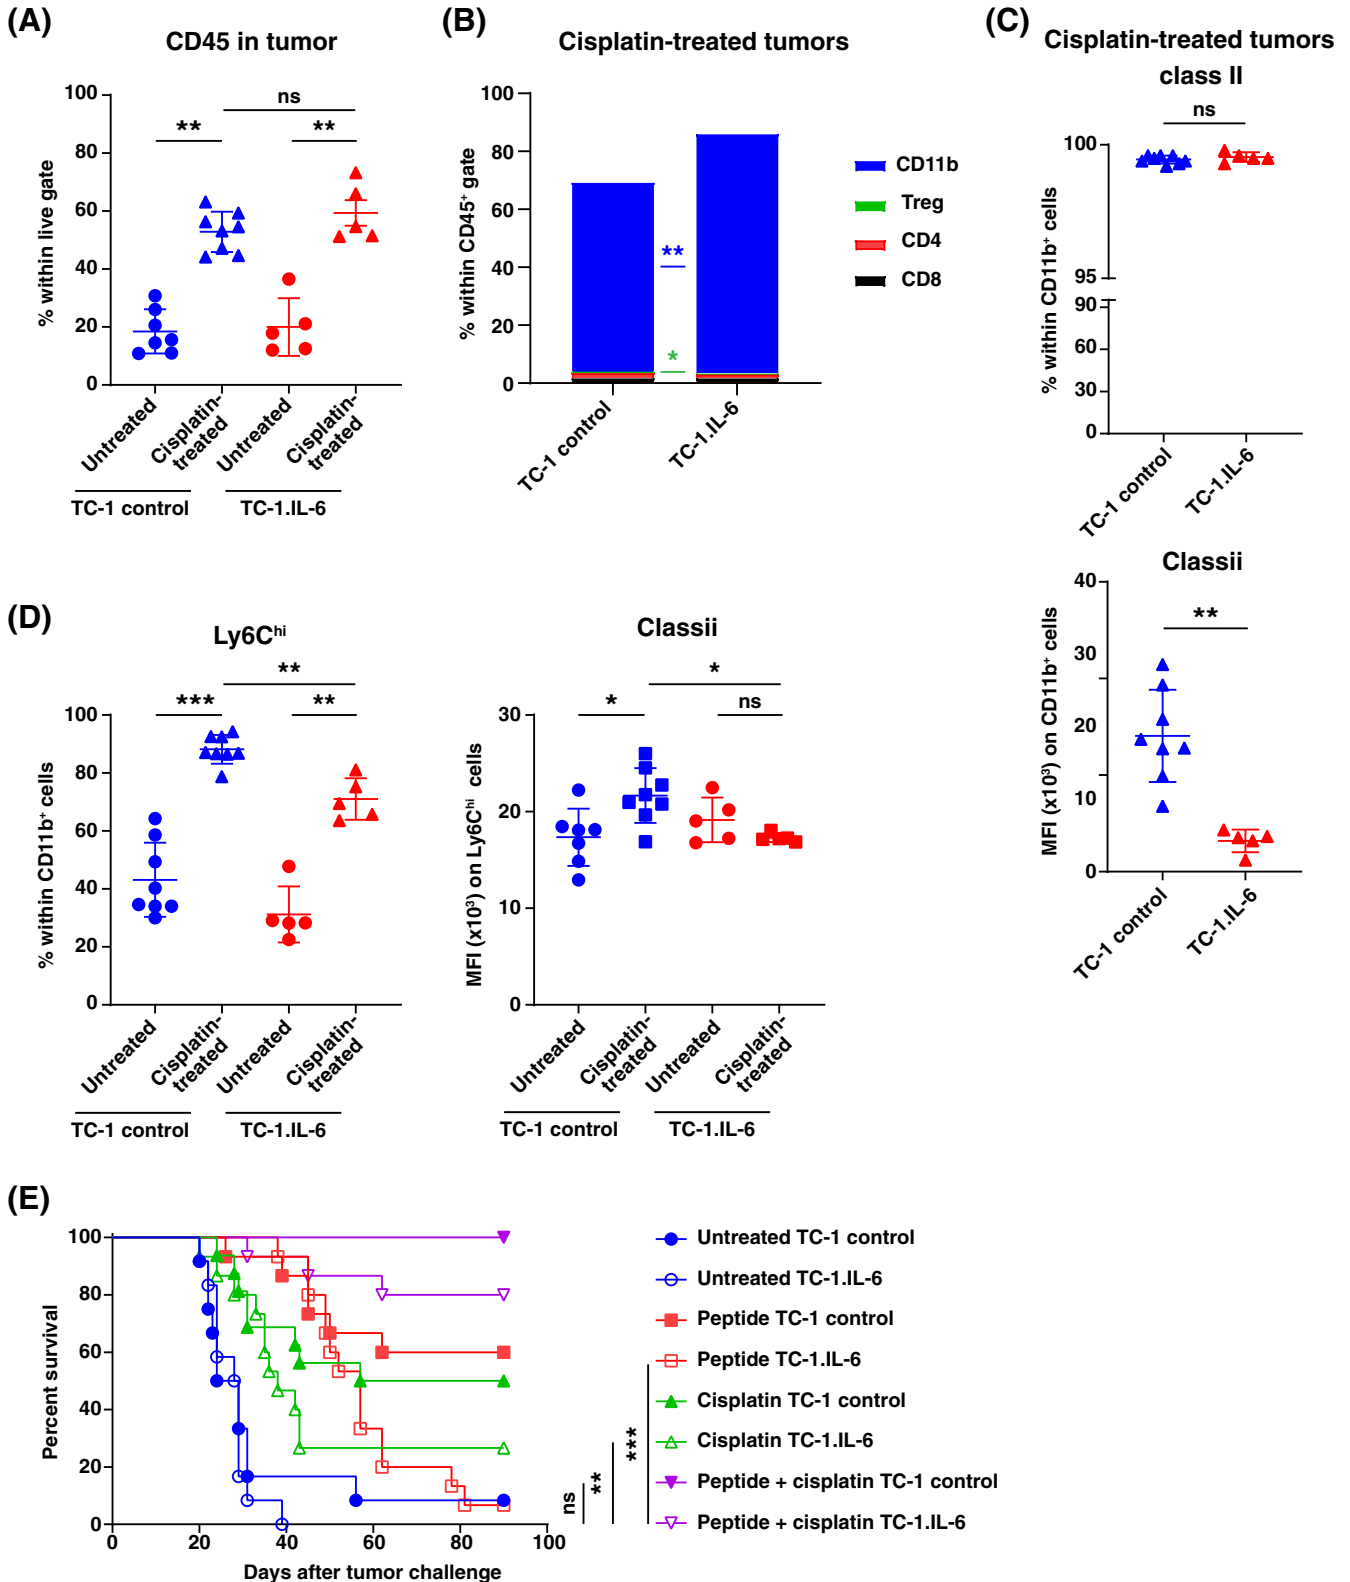 (A)
CD45 in tumor
% within live gate
100
80
60
40
20
0
**
ns
**
Untreated
Cisplatin-
treated
Untreated
Cisplatin-
treated
TC-1 control
TC-1.IL-6
(B)
Cisplatin-treated tumors
% within CD45+ gate
100
80
60
40
20
0
**
*
TC-1 control
TC-1.IL-6
CD11b
Treg
CD4
CD8
(C)
Cisplatin-treated tumors
class II
ns
% within CD11b+ cells
100
95
90
60
30
0
TC-1 control
TC-1.IL-6
Classii
**
MFI (x10³) on CD11b+ cells
40
30
20
10
0
TC-1 control
TC-1.IL-6
(D)
Ly6Chi
% within CD11b+ cells
100
80
60
40
20
0
***
**
**
Untreated
Cisplatin-
treated
Untreated
Cisplatin-
treated
TC-1 control
TC-1.IL-6
Classii
MFI (x10³) on Ly6Chi cells
30
20
10
0
*
*
ns
Untreated
Cisplatin-
treated
Untreated
Cisplatin-
treated
TC-1 control
TC-1.IL-6
(E)
Percent survival
100
80
60
40
20
0
0 20 40 60 80 100
Days after tumor challenge
ns
**
***
Untreated TC-1 control
Untreated TC-1.IL-6
Peptide TC-1 control
Peptide TC-1.IL-6
Cisplatin TC-1 control
Cisplatin TC-1.IL-6
Peptide + cisplatin TC-1 control
Peptide + cisplatin TC-1.IL-6